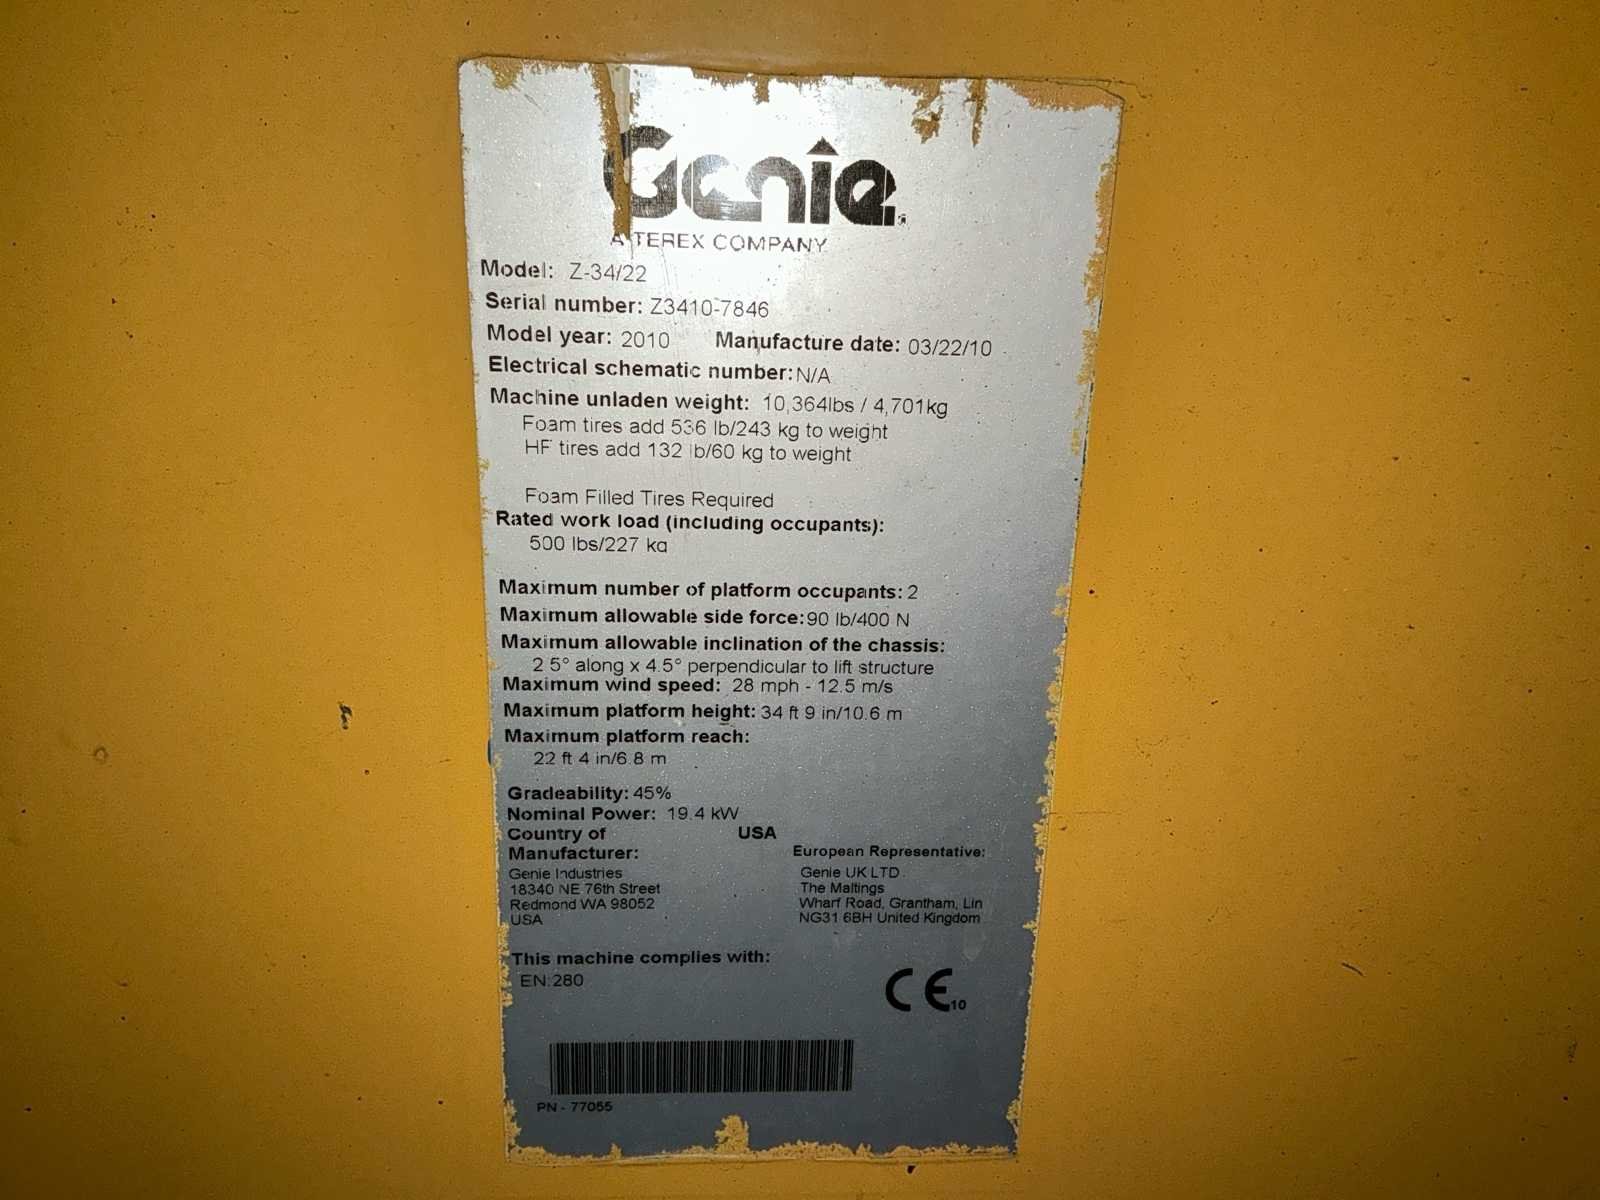 Genie
A TEREX COMPANY
Model: Z-34/22
Serial number: Z3410-7846
Model year: 2010 Manufacture date: 03/22/10
Electrical schematic number: N/A
Machine unladen weight: 10,364lbs / 4,701kg
Foam tires add 536 lb/243 kg to weight
HF tires add 132 lb/60 kg to weight
Foam Filled Tires Required
Rated work load (including occupants):
500 lbs/227 kg
Maximum number of platform occupants: 2
Maximum allowable side force: 90 lb/400 N
Maximum allowable inclination of the chassis:
2.5° along x 4.5° perpendicular to lift structure
Maximum wind speed: 28 mph - 12.5 m/s
Maximum platform height: 34 ft 9 in/10.6 m
Maximum platform reach:
22 ft 4 in/6.8 m
Gradeability: 45%
Nominal Power: 19.4 kW
Country of USA
Manufacturer:
Genie Industries
18340 NE 76th Street
Redmond WA 98052
USA
European Representative:
Genie UK LTD
The Maltings
Wharf Road, Grantham, Lin
NG31 6BH United Kingdom
This machine complies with:
EN:280
CE 10
PN - 77055